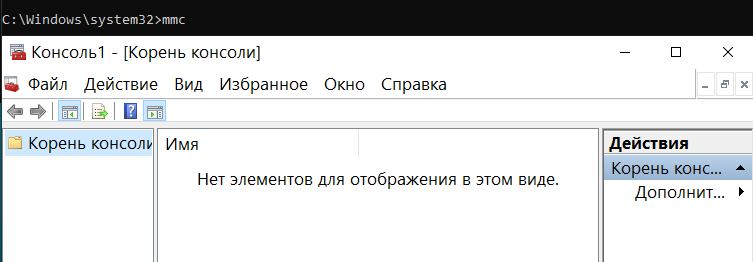 C:\Windows\system32>mmc
Консоль1 - [Корень консоли]
Файл Действие Вид Избранное Окно Справка
Корень консоли
Имя
Нет элементов для отображения в этом виде.
Действия
Корень конс...
Дополнит...